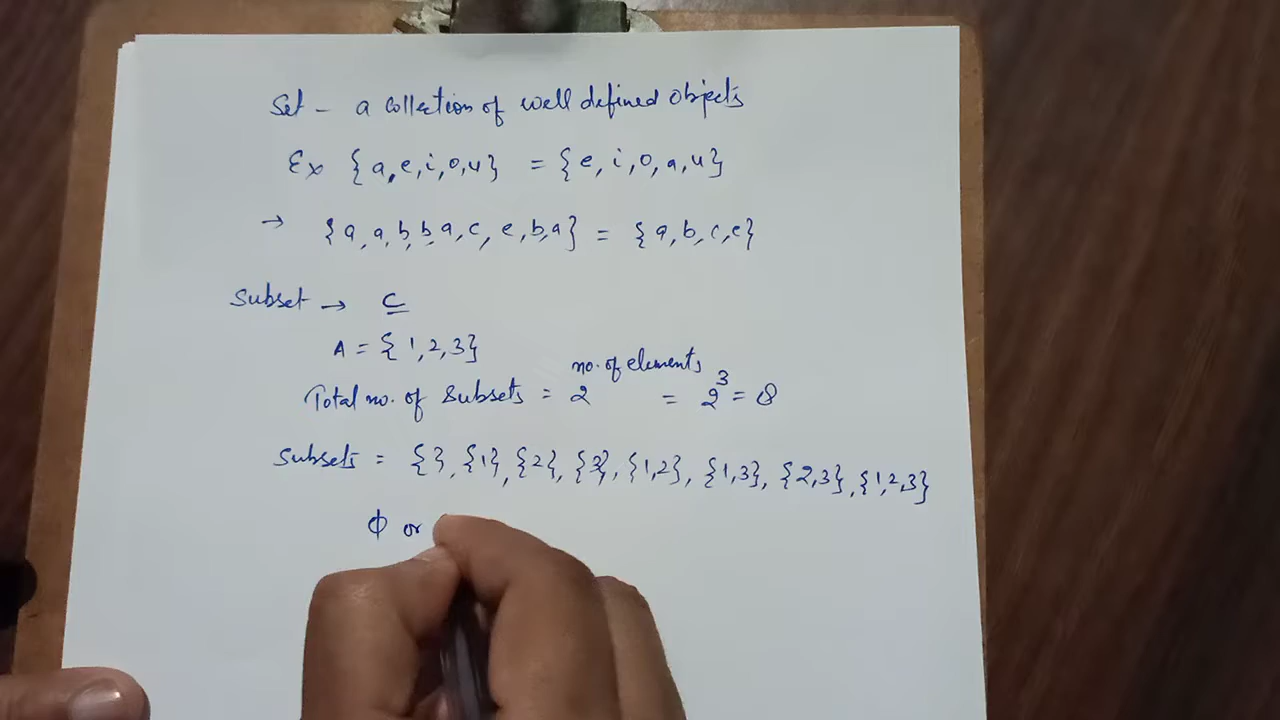 Set - a collection of well defined objects
Ex {a,e,i,o,u} = {e,i,o,a,u}
→ {a,a,b,b,a,c,e,b,a} = {a,b,c,e}
Subset → ⊆
A = {1,2,3}
no. of elements
Total no. of Subsets = 2 = 2³ = 8
Subsets = {}, {1}, {2}, {3}, {1,2}, {1,3}, {2,3}, {1,2,3}
ϕ or